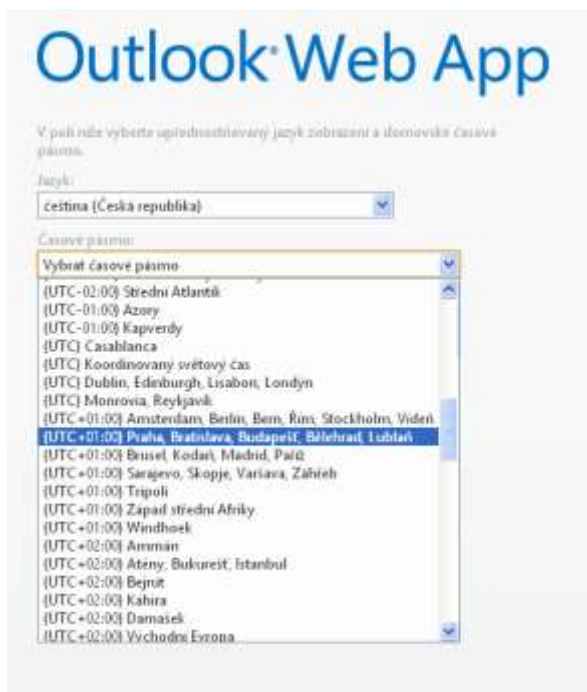 Outlook Web App
V poli níže vyberte upřednostňovaný jazyk zobrazení a domovské časové
pásmo.
Jazyk:
čeština (Česká republika)
Časové pásmo:
Vybrat časové pásmo
(UTC-02:00) Střední Atlantik
(UTC-01:00) Azory
(UTC-01:00) Kapverdy
(UTC) Casablanca
(UTC) Koordinovaný světový čas
(UTC) Dublin, Edinburgh, Lisabon, Londýn
(UTC) Monrovia, Reykjavík
(UTC+01:00) Amsterdam, Berlín, Bern, Řím, Stockholm, Vídeň
(UTC+01:00) Praha, Bratislava, Budapešť, Bělehrad, Lublaň
(UTC+01:00) Brusel, Kodaň, Madrid, Paříž
(UTC+01:00) Sarajevo, Skopje, Varšava, Záhřeb
(UTC+01:00) Tripoli
(UTC+01:00) Západ střední Afriky
(UTC+01:00) Windhoek
(UTC+02:00) Ammán
(UTC+02:00) Atény, Bukurešť, Istanbul
(UTC+02:00) Bejrút
(UTC+02:00) Káhira
(UTC+02:00) Damašek
(UTC+02:00) Východní Evropa